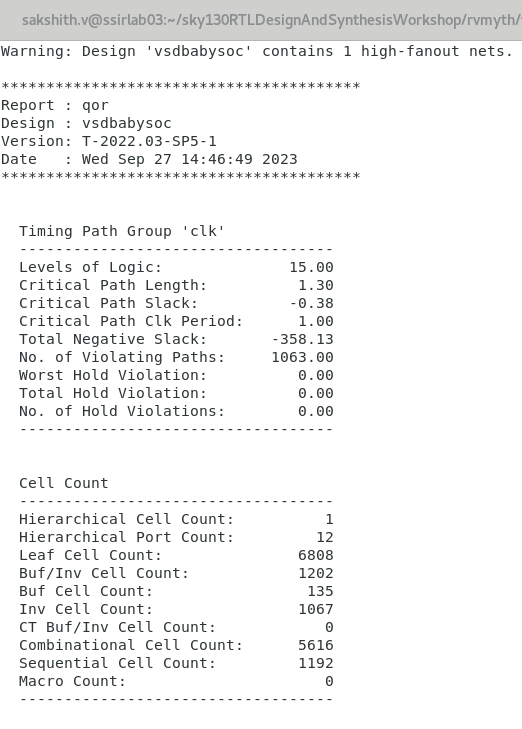 sakshith.v@ssirlab03:~/sky130RTLDesignAndSynthesisWorkshop/rvmyth/
Warning: Design 'vsdbabysoc' contains 1 high-fanout nets.
****************************************
Report : qor
Design : vsdbabysoc
Version: T-2022.03-SP5-1
Date   : Wed Sep 27 14:46:49 2023
****************************************
Timing Path Group 'clk'
-----------------------------------
Levels of Logic:              15.00
Critical Path Length:          1.30
Critical Path Slack:          -0.38
Critical Path Clk Period:      1.00
Total Negative Slack:       -358.13
No. of Violating Paths:     1063.00
Worst Hold Violation:          0.00
Total Hold Violation:          0.00
No. of Hold Violations:        0.00
-----------------------------------
Cell Count
-----------------------------------
Hierarchical Cell Count:          1
Hierarchical Port Count:         12
Leaf Cell Count:               6808
Buf/Inv Cell Count:            1202
Buf Cell Count:                 135
Inv Cell Count:                1067
CT Buf/Inv Cell Count:            0
Combinational Cell Count:      5616
Sequential Cell Count:         1192
Macro Count:                      0
-----------------------------------